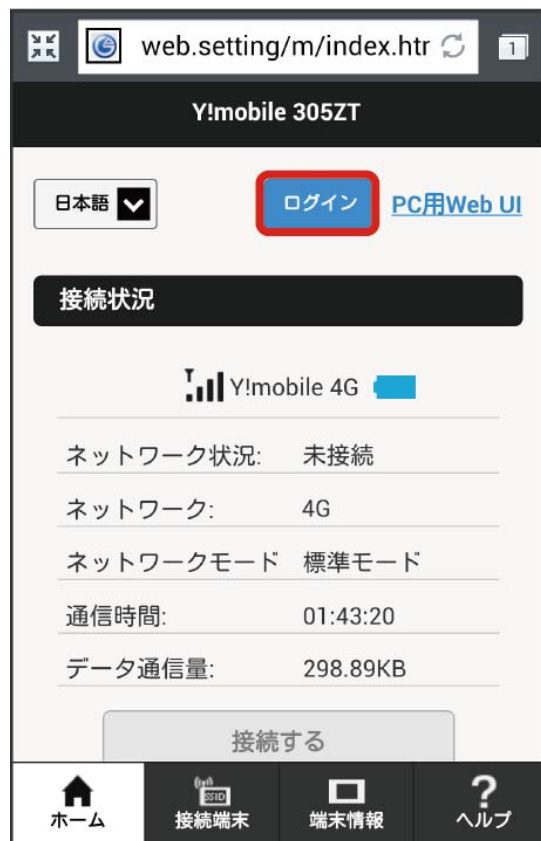 web.setting/m/index.htr
1
Y!mobile 305ZT
日本語
ログイン
PC用Web UI
接続状況
Y!mobile 4G
ネットワーク状況: 未接続
ネットワーク: 4G
ネットワークモード 標準モード
通信時間: 01:43:20
データ通信量: 298.89KB
接続する
SSID
ホーム
接続端末
端末情報
?
ヘルプ